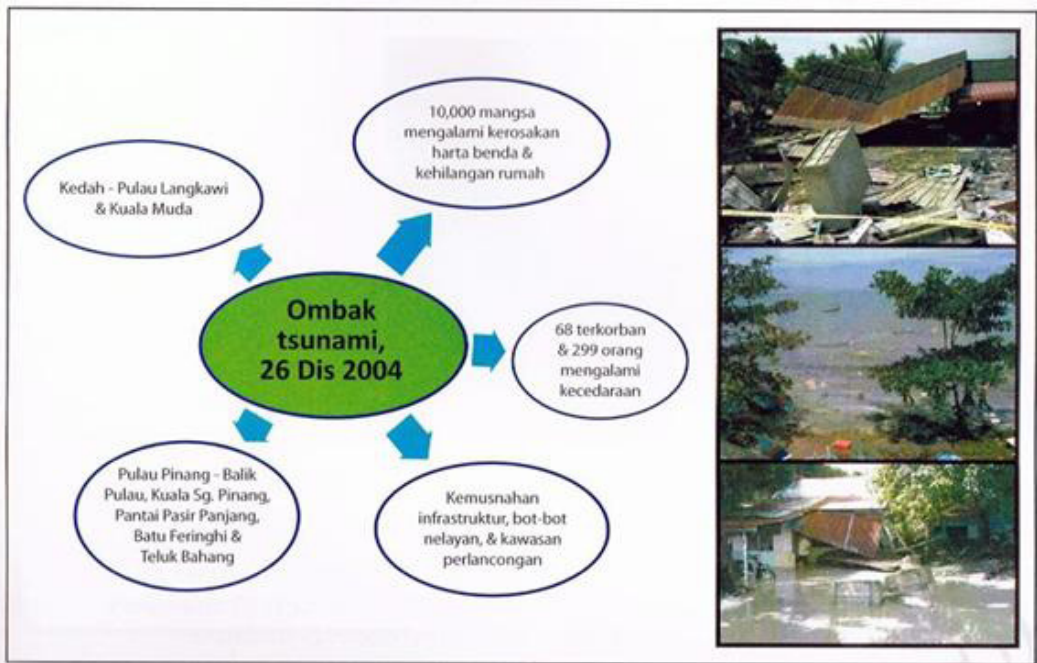 10,000 mangsa
mengalami kerosakan
harta benda &
kehilangan rumah
Kedah - Pulau Langkawi
& Kuala Muda
Ombak
tsunami,
26 Dis 2004
68 terkorban
& 299 orang
mengalami
kecedaraan
Pulau Pinang - Balik
Pulau, Kuala Sg. Pinang,
Pantai Pasir Panjang,
Batu Feringhi &
Teluk Bahang
Kemusnahan
infrastruktur, bot-bot
nelayan, & kawasan
perlancongan